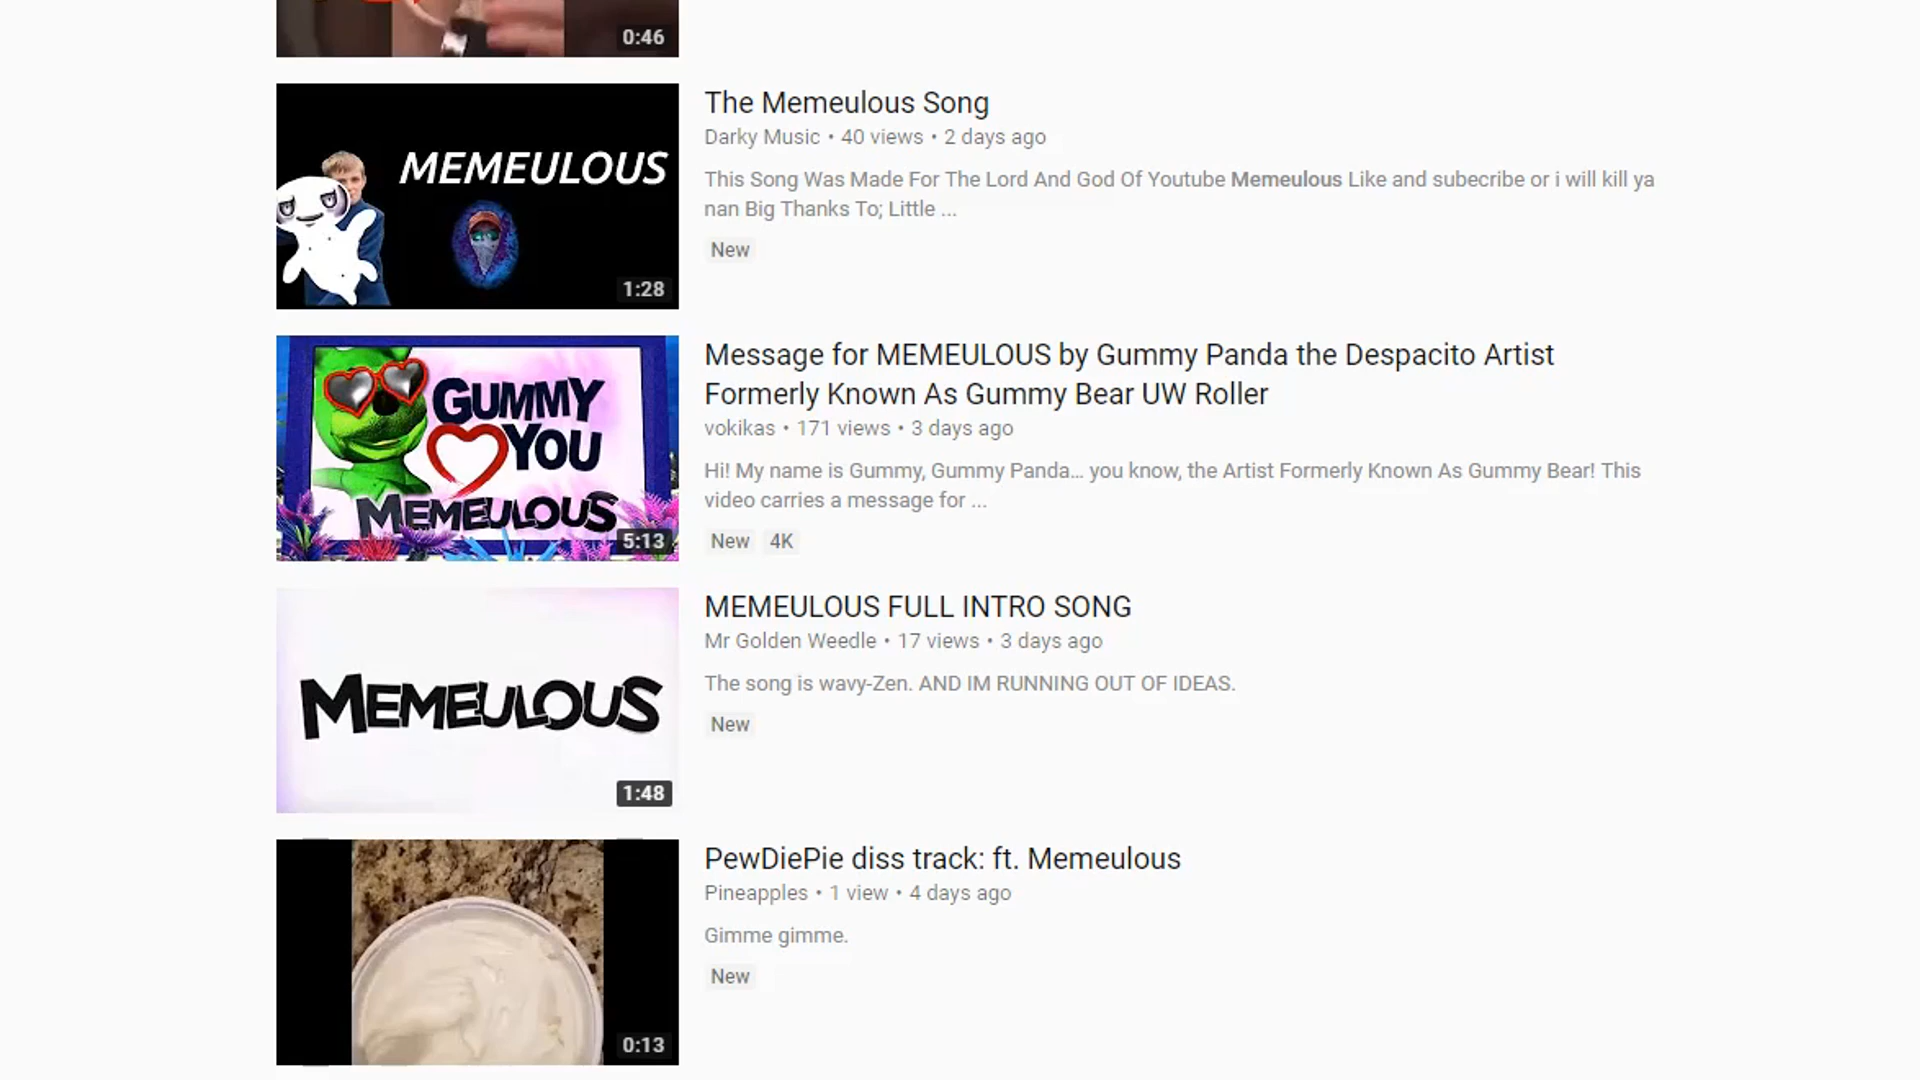 0:46
MEMEULOUS
1:28
The Memeulous Song
Darky Music • 40 views • 2 days ago
This Song Was Made For The Lord And God Of Youtube Memeulous Like and subecribe or i will kill ya
nan Big Thanks To; Little ...
New
GUMMY
YOU
MEMEULOUS
5:13
Message for MEMEULOUS by Gummy Panda the Despacito Artist
Formerly Known As Gummy Bear UW Roller
vokikas • 171 views • 3 days ago
Hi! My name is Gummy, Gummy Panda... you know, the Artist Formerly Known As Gummy Bear! This
video carries a message for ...
New 4K
MEMEULOUS
1:48
MEMEULOUS FULL INTRO SONG
Mr Golden Weedle • 17 views • 3 days ago
The song is wavy-Zen. AND IM RUNNING OUT OF IDEAS.
New
0:13
PewDiePie diss track: ft. Memeulous
Pineapples • 1 view • 4 days ago
Gimme gimme.
New